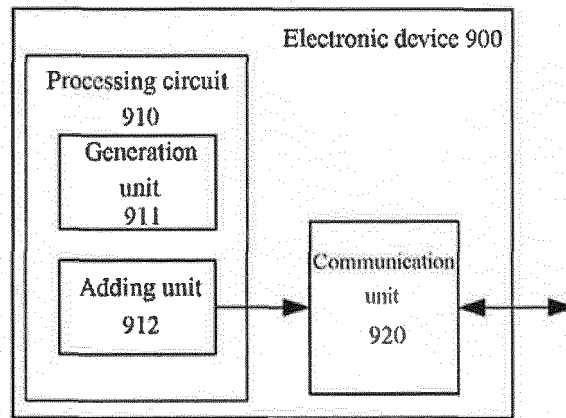 Electronic device 900
Processing circuit
910
Generation
unit
911
Adding unit
912
Communication
unit
920